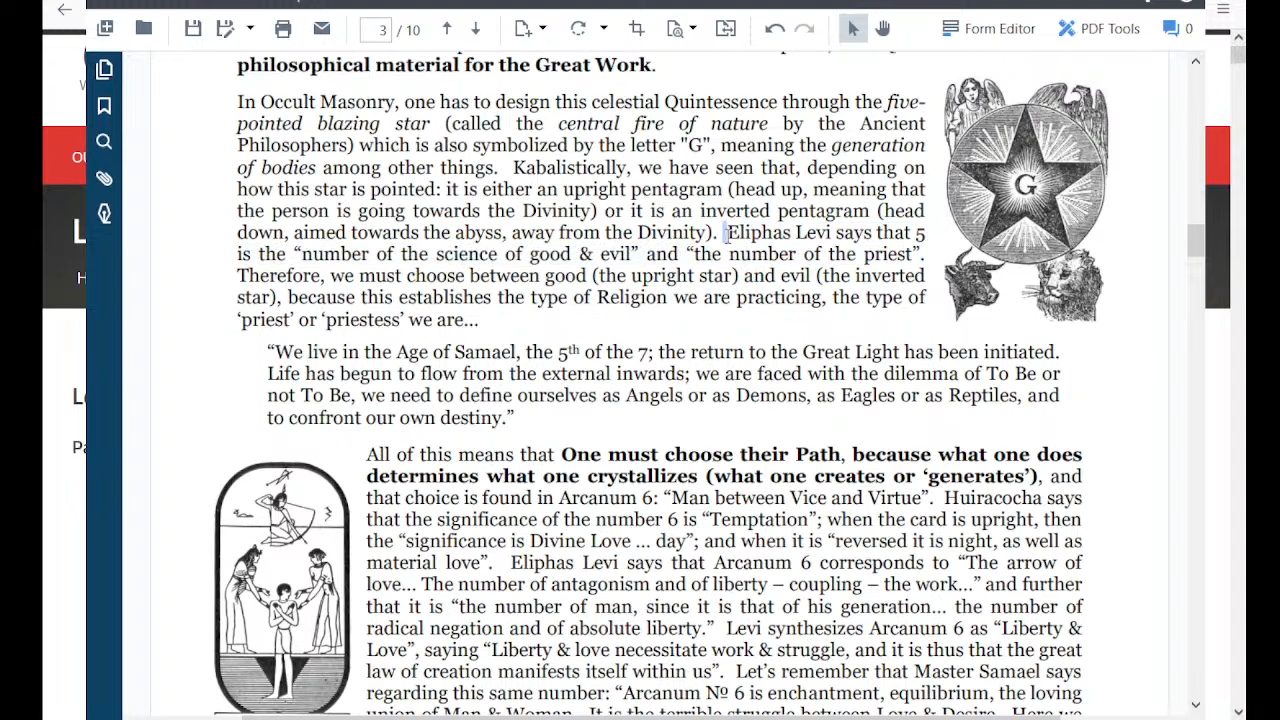 3 / 10
Form Editor
PDF Tools
0
philosophical material for the Great Work.
In Occult Masonry, one has to design this celestial Quintessence through the five-
pointed blazing star (called the central fire of nature by the Ancient
Philosophers) which is also symbolized by the letter "G", meaning the generation
of bodies among other things. Kabalistically, we have seen that, depending on
how this star is pointed: it is either an upright pentagram (head up, meaning that
the person is going towards the Divinity) or it is an inverted pentagram (head
down, aimed towards the abyss, away from the Divinity). Eliphas Levi says that 5
is the “number of the science of good & evil” and “the number of the priest”.
Therefore, we must choose between good (the upright star) and evil (the inverted
star), because this establishes the type of Religion we are practicing, the type of
‘priest’ or ‘priestess’ we are…
G
“We live in the Age of Samael, the 5th of the 7; the return to the Great Light has been initiated.
Life has begun to flow from the external inwards; we are faced with the dilemma of To Be or
not To Be, we need to define ourselves as Angels or as Demons, as Eagles or as Reptiles, and
to confront our own destiny.”
All of this means that One must choose their Path, because what one does
determines what one crystallizes (what one creates or ‘generates’), and
that choice is found in Arcanum 6: “Man between Vice and Virtue”. Huiracocha says
that the significance of the number 6 is “Temptation”; when the card is upright, then
the “significance is Divine Love … day”; and when it is “reversed it is night, as well as
material love”. Eliphas Levi says that Arcanum 6 corresponds to “The arrow of
love… The number of antagonism and of liberty – coupling – the work…” and further
that it is “the number of man, since it is that of his generation… the number of
radical negation and of absolute liberty.” Levi synthesizes Arcanum 6 as “Liberty &
Love”, saying “Liberty & love necessitate work & struggle, and it is thus that the great
law of creation manifests itself within us”. Let’s remember that Master Samael says
regarding this same number: “Arcanum Nº 6 is enchantment, equilibrium, the loving
union of Man & Woman. It is the terrible struggle between Love & Desire. Here we